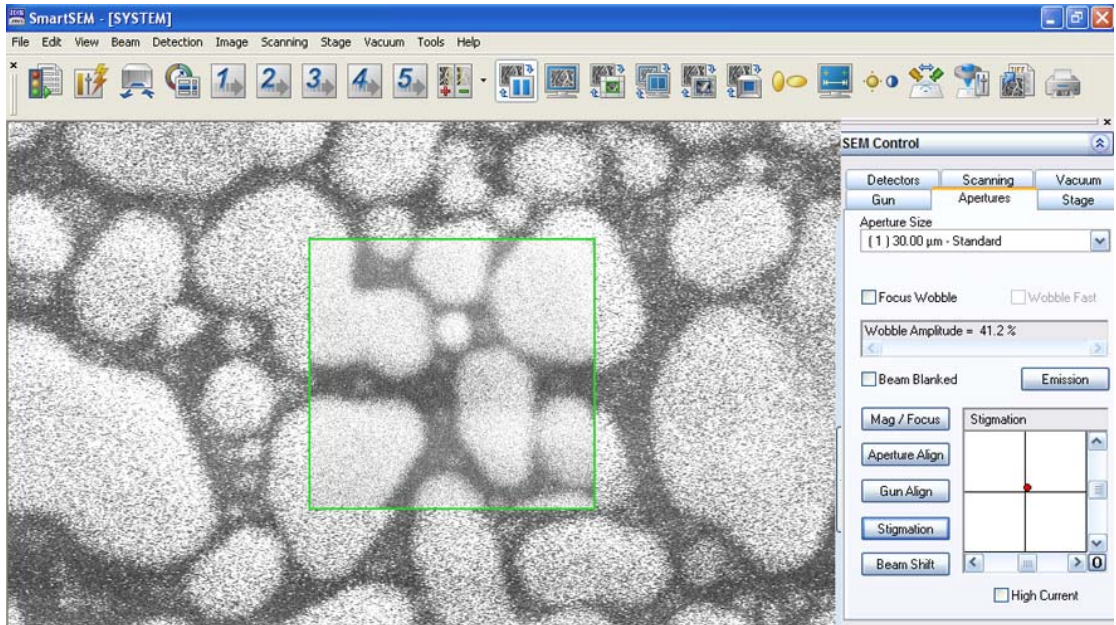 SmartSEM - [SYSTEM]
File Edit View Beam Detection Image Scanning Stage Vacuum Tools Help
1 2 3 4 5
SEM Control
Detectors Scanning Vacuum
Gun Apertures Stage
Aperture Size
( 1 ) 30.00 µm - Standard
Focus Wobble Wobble Fast
Wobble Amplitude = 41.2 %
Beam Blanked Emission
Mag / Focus Stigmation
Aperture Align
Gun Align
Stigmation
Beam Shift 0
High Current